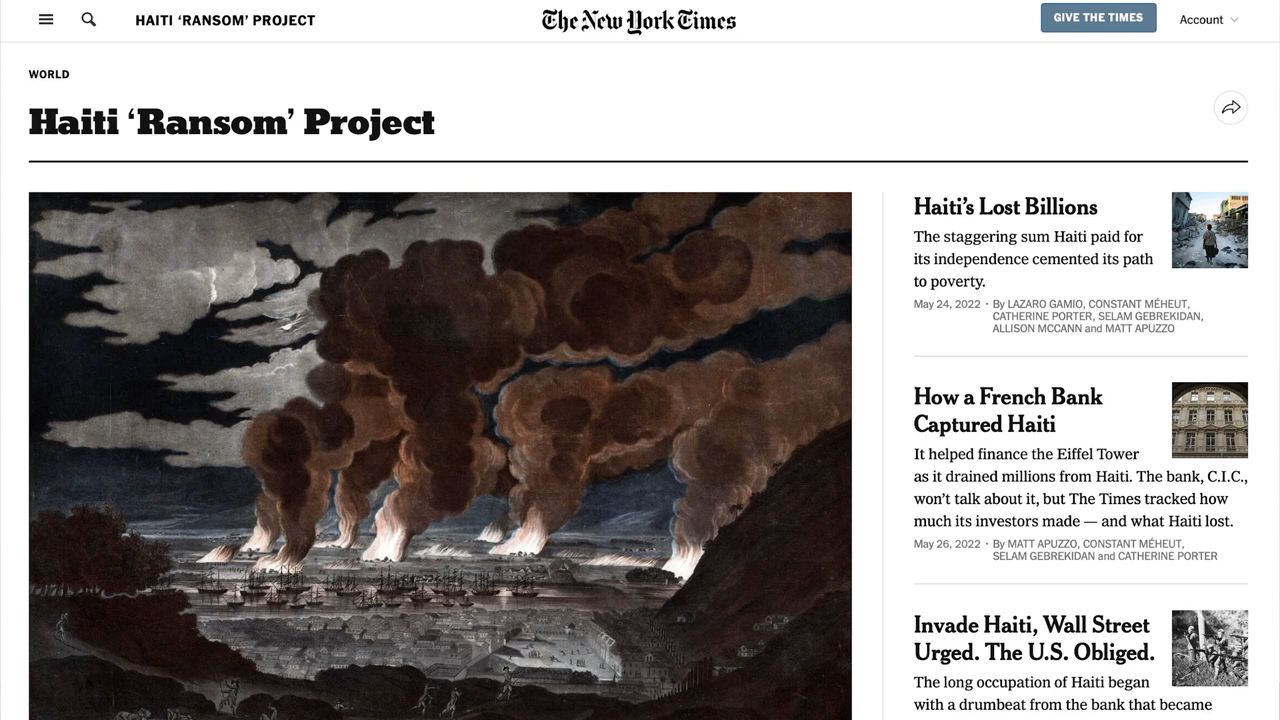 HAITI ‘RANSOM’ PROJECT
The New York Times
GIVE THE TIMES
Account
WORLD
Haiti ‘Ransom’ Project
Haiti’s Lost Billions
The staggering sum Haiti paid for
its independence cemented its path
to poverty.
May 24, 2022 · By LAZARO GAMIO, CONSTANT MÉHEUT,
CATHERINE PORTER, SELAM GEBREKIDAN,
ALLISON MCCANN and MATT APUZZO
How a French Bank
Captured Haiti
It helped finance the Eiffel Tower
as it drained millions from Haiti. The bank, C.I.C.,
won’t talk about it, but The Times tracked how
much its investors made — and what Haiti lost.
May 26, 2022 · By MATT APUZZO, CONSTANT MÉHEUT,
SELAM GEBREKIDAN and CATHERINE PORTER
Invade Haiti, Wall Street
Urged. The U.S. Obliged.
The long occupation of Haiti began
with a drumbeat from the bank that became